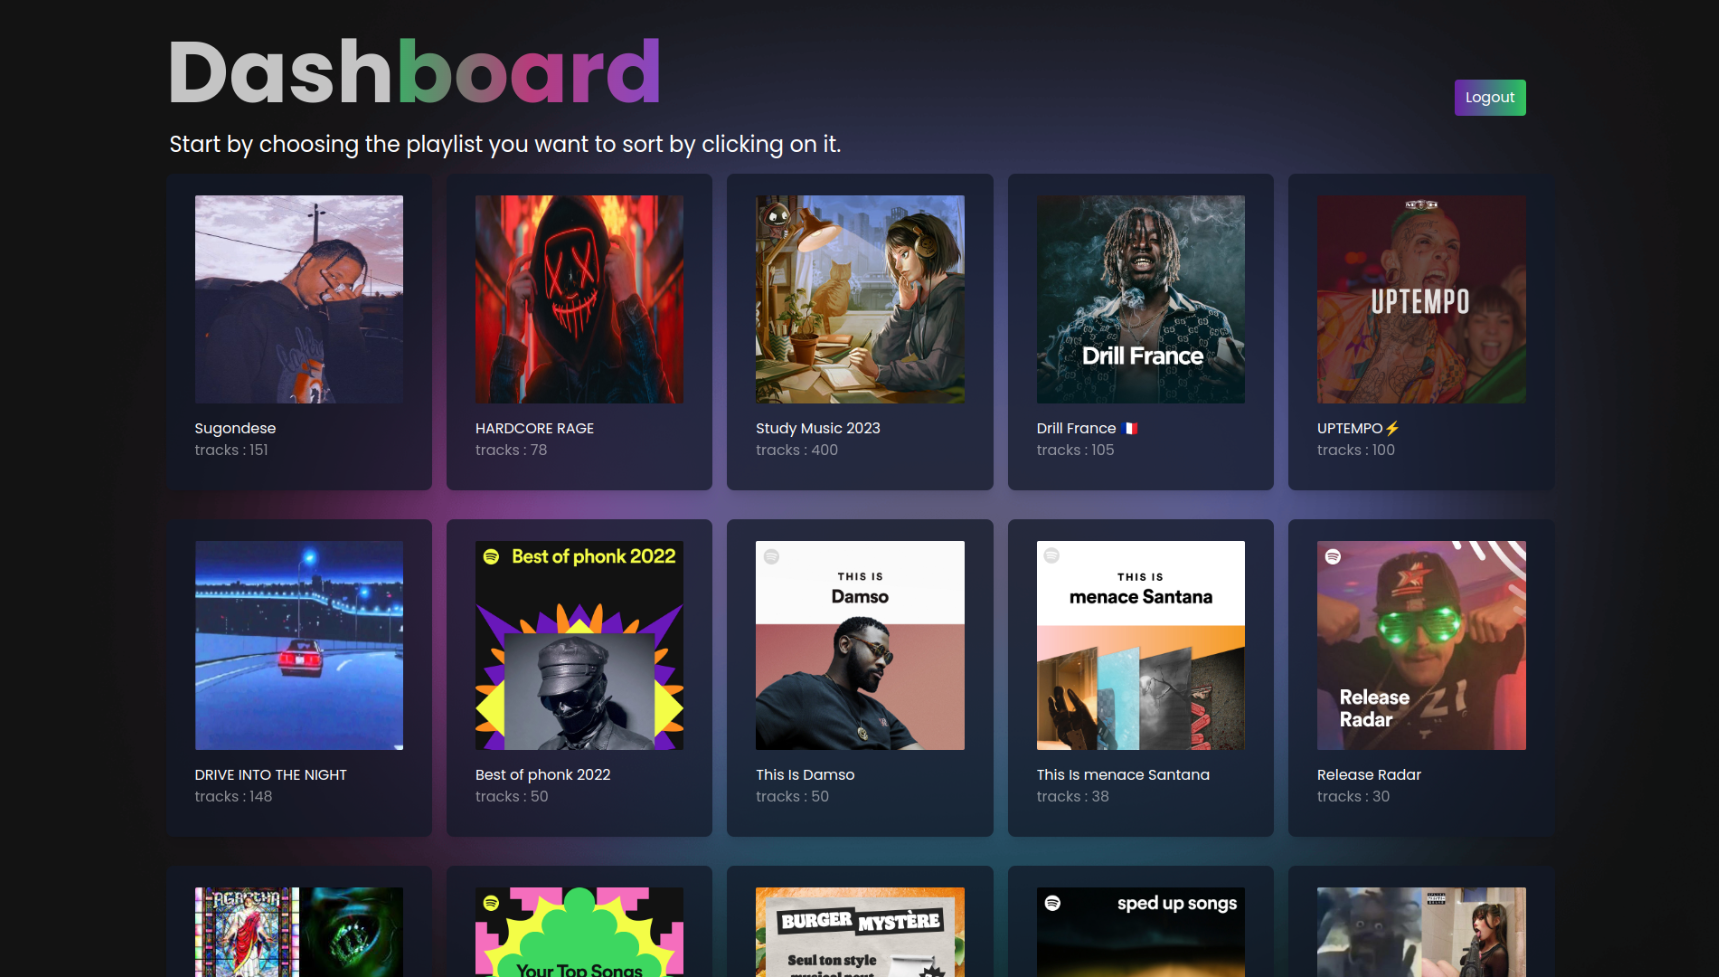 Dashboard
Logout
Start by choosing the playlist you want to sort by clicking on it.
Drill France
UPTEMPO
Sugondese
tracks : 151
HARDCORE RAGE
tracks : 78
Study Music 2023
tracks : 400
Drill France 🇫🇷
tracks : 105
UPTEMPO⚡
tracks : 100
Best of phonk 2022
THIS IS
Damso
THIS IS
menace Santana
Release
Radar
DRIVE INTO THE NIGHT
tracks : 148
Best of phonk 2022
tracks : 50
This Is Damso
tracks : 50
This Is menace Santana
tracks : 38
Release Radar
tracks : 30
Your Top Songs
BURGER MYSTÈRE
Seul ton style
musical peut
sped up songs